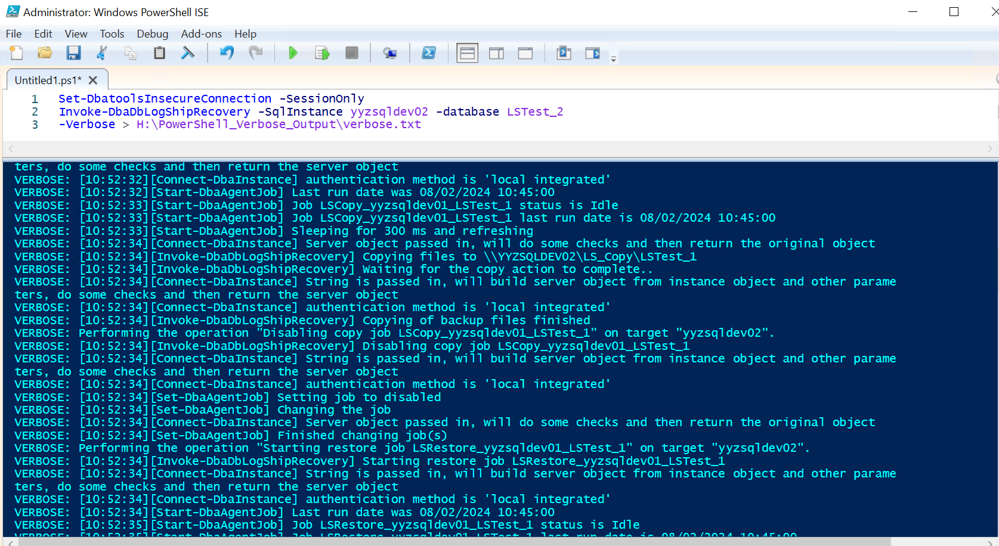 Administrator: Windows PowerShell ISE
File Edit View Tools Debug Add-ons Help
Untitled1.ps1*
1 Set-DbatoolsInsecureConnection -SessionOnly
2 Invoke-DbaDbLogShipRecovery -SqlInstance yyzsqldev02 -database LSTest_2
3 -Verbose > H:\PowerShell_Verbose_Output\verbose.txt
ters, do some checks and then return the server object
VERBOSE: [10:52:32][Connect-DbaInstance] authentication method is 'local integrated'
VERBOSE: [10:52:32][Start-DbaAgentJob] Last run date was 08/02/2024 10:45:00
VERBOSE: [10:52:33][Start-DbaAgentJob] Job LSCopy_yyzsqldev01_LSTest_1 status is Idle
VERBOSE: [10:52:33][Start-DbaAgentJob] Job LSCopy_yyzsqldev01_LSTest_1 last run date is 08/02/2024 10:45:00
VERBOSE: [10:52:33][Start-DbaAgentJob] Sleeping for 300 ms and refreshing
VERBOSE: [10:52:34][Connect-DbaInstance] Server object passed in, will do some checks and then return the original object
VERBOSE: [10:52:34][Invoke-DbaDbLogShipRecovery] Copying files to \\YYZSQLDEV02\LS_Copy\LSTest_1
VERBOSE: [10:52:34][Invoke-DbaDbLogShipRecovery] Waiting for the copy action to complete..
VERBOSE: [10:52:34][Connect-DbaInstance] String is passed in, will build server object from instance object and other parame
ters, do some checks and then return the server object
VERBOSE: [10:52:34][Connect-DbaInstance] authentication method is 'local integrated'
VERBOSE: [10:52:34][Invoke-DbaDbLogShipRecovery] Copying of backup files finished
VERBOSE: Performing the operation "Disabling copy job LSCopy_yyzsqldev01_LSTest_1" on target "yyzsqldev02".
VERBOSE: [10:52:34][Invoke-DbaDbLogShipRecovery] Disabling copy job LSCopy_yyzsqldev01_LSTest_1
VERBOSE: [10:52:34][Connect-DbaInstance] String is passed in, will build server object from instance object and other parame
ters, do some checks and then return the server object
VERBOSE: [10:52:34][Connect-DbaInstance] authentication method is 'local integrated'
VERBOSE: [10:52:34][Set-DbaAgentJob] Setting job to disabled
VERBOSE: [10:52:34][Set-DbaAgentJob] Changing the job
VERBOSE: [10:52:34][Connect-DbaInstance] Server object passed in, will do some checks and then return the original object
VERBOSE: [10:52:34][Set-DbaAgentJob] Finished changing job(s)
VERBOSE: Performing the operation "Starting restore job LSRestore_yyzsqldev01_LSTest_1" on target "yyzsqldev02".
VERBOSE: [10:52:34][Invoke-DbaDbLogShipRecovery] Starting restore job LSRestore_yyzsqldev01_LSTest_1
VERBOSE: [10:52:34][Connect-DbaInstance] String is passed in, will build server object from instance object and other parame
ters, do some checks and then return the server object
VERBOSE: [10:52:34][Connect-DbaInstance] authentication method is 'local integrated'
VERBOSE: [10:52:34][Start-DbaAgentJob] Last run date was 08/02/2024 10:45:00
VERBOSE: [10:52:35][Start-DbaAgentJob] Job LSRestore_yyzsqldev01_LSTest_1 status is Idle
VERBOSE: [10:52:35][Start-DbaAgentJob] Job LSRestore_yyzsqldev01_LSTest_1 last run date is 08/02/2024 10:45:00